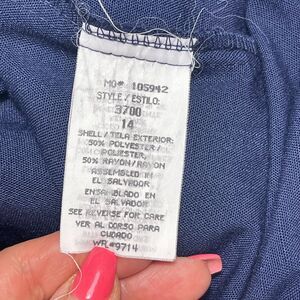 MO#: 105942
STYLE / ESTILO:
3700
14
SHELL / TELA EXTERIOR:
50% POLYESTER /
POLIESTER,
50% RAYON/RAYON
ASSEMBLED IN
EL SALVADOR
ENSAMBLADO EN
EL SALVADOR
SEE REVERSE FOR CARE
VER AL DORSO PARA
CUIDADO
WR#9714